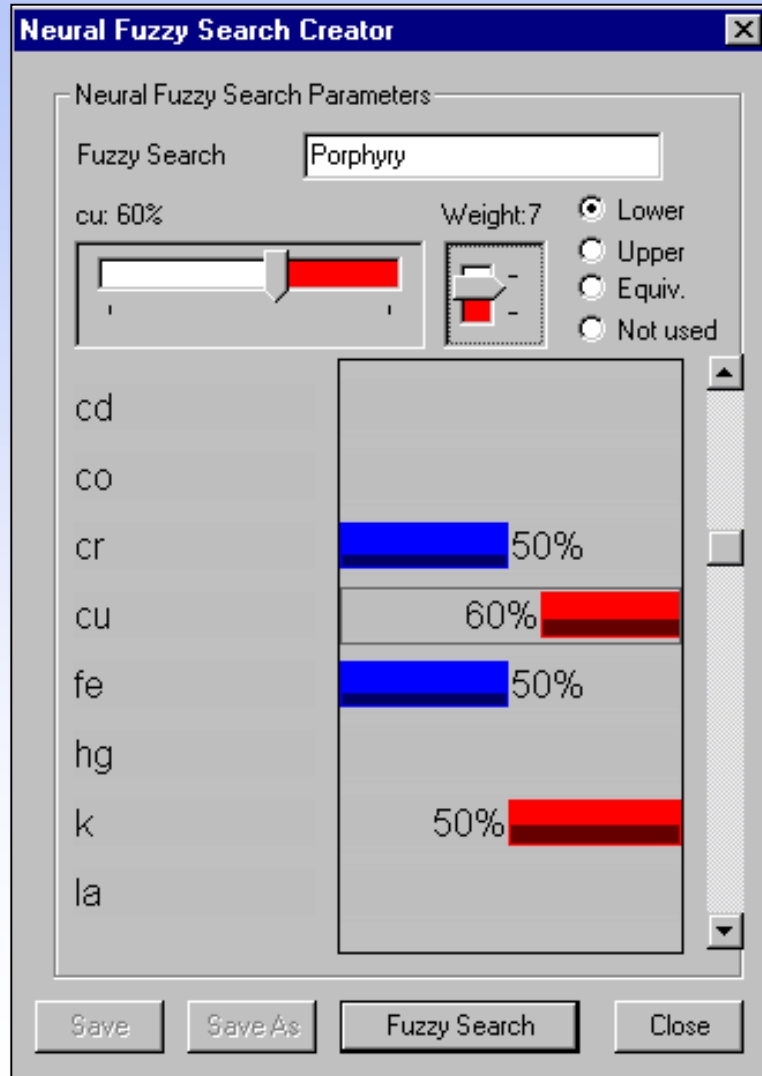 Neural Fuzzy Search Creator
Neural Fuzzy Search Parameters
Fuzzy Search Porphyry
cu: 60% Weight:7 Lower
Upper
Equiv.
Not used
cd
co
cr 50%
cu 60%
fe 50%
hg
k 50%
la
Save Save As Fuzzy Search Close